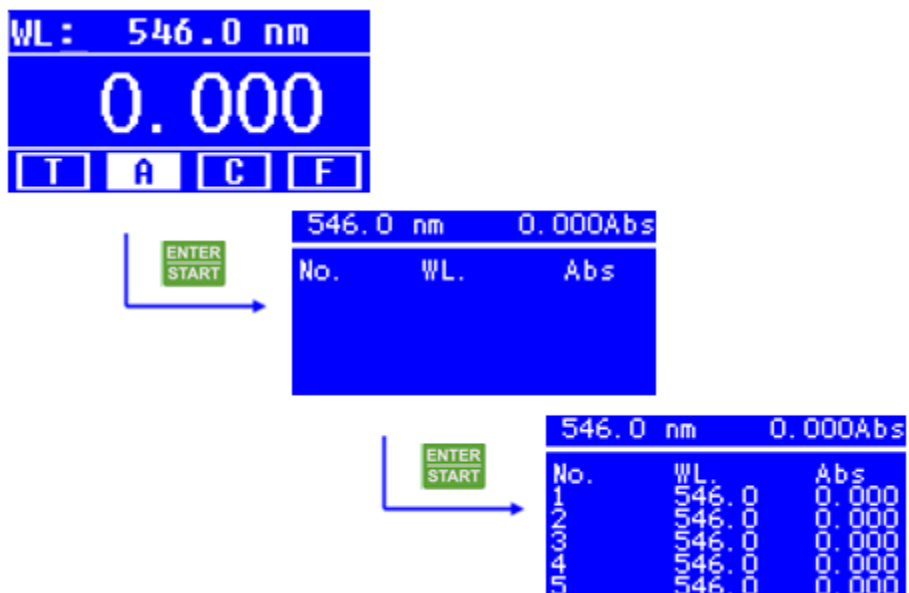 WL: 546.0 nm
0.000
T A C F
ENTER
START
546.0 nm 0.000Abs
No. WL. Abs
ENTER
START
546.0 nm 0.000Abs
No. WL. Abs
1 546.0 0.000
2 546.0 0.000
3 546.0 0.000
4 546.0 0.000
5 546.0 0.000